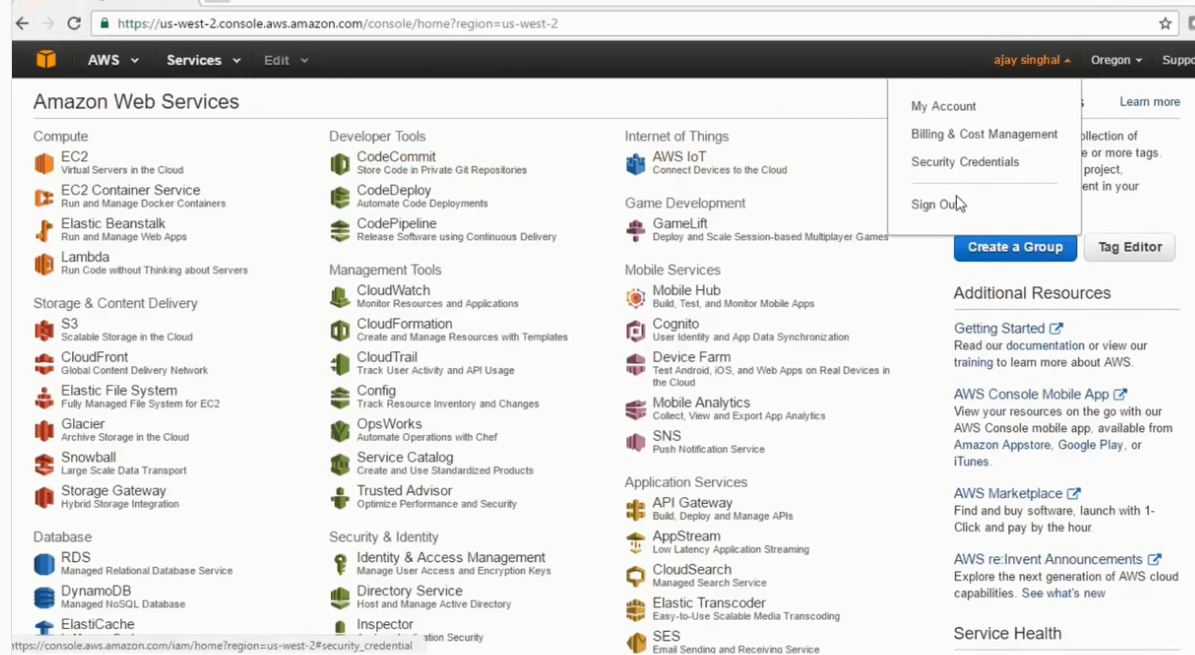 https://us-west-2.console.aws.amazon.com/console/home?region=us-west-2
AWS Services Edit ajay singhal Oregon
My Account
Billing & Cost Management
Security Credentials
Sign
Amazon Web Services
Compute
EC2
Virtual Servers in the Cloud
EC2 Container Service
Run and Manage Docker Containers
Elastic Beanstalk
Run and Manage Web Apps
Lambda
Run Code without Thinking about Servers
Storage & Content Delivery
S3
Scalable Storage in the Cloud
CloudFront
Global Content Delivery Network
Elastic File System
Fully Managed File System for EC2
Glacier
Archive Storage in the Cloud
Snowball
Large Scale Data Transport
Storage Gateway
Hybrid Storage Integration
Database
RDS
Managed Relational Database Service
DynamoDB
Managed NoSQL Database
ElastiCache
Developer Tools
CodeCommit
Store Code in Private Git Repositories
CodeDeploy
Automate Code Deployments
CodePipeline
Release Software using Continuous Delivery
Management Tools
CloudWatch
Monitor Resources and Applications
CloudFormation
Create and Manage Resources with Templates
CloudTrail
Track User Activity and API Usage
Config
Track Resource Inventory and Changes
OpsWorks
Automate Operations with Chef
Service Catalog
Create and Use Standardized Products
Trusted Advisor
Optimize Performance and Security
Security & Identity
Identity & Access Management
Manage User Access and Encryption Keys
Directory Service
Host and Manage Active Directory
Inspector
Security
Internet of Things
AWS IoT
Connect Devices to the Cloud
Game Development
GameLift
Deploy and Scale Session-based Multiplayer Games
Mobile Services
Mobile Hub
Build, Test, and Monitor Mobile Apps
Cognito
User Identity and App Data Synchronization
Device Farm
Test Android, iOS, and Web Apps on Real Devices in
the Cloud
Mobile Analytics
Collect, View and Export App Analytics
SNS
Push Notification Service
Application Services
API Gateway
Build, Deploy and Manage APIs
AppStream
Low Latency Application Streaming
CloudSearch
Managed Search Service
Elastic Transcoder
Easy-to-Use Scalable Media Transcoding
SES
Email Sending and Receiving Service
Learn more
of
e or more tags.
project,
in your
Create a Group Tag Editor
Additional Resources
Getting Started
Read our documentation or view our
training to learn more about AWS.
AWS Console Mobile App
View your resources on the go with our
AWS Console mobile app, available from
Amazon Appstore, Google Play, or
iTunes.
AWS Marketplace
Find and buy software, launch with 1-
Click and pay by the hour.
AWS re:Invent Announcements
Explore the next generation of AWS cloud
capabilities. See what's new
Service Health
ttps://console.aws.amazon.com/iam/home?region=us-west-2#security_credential